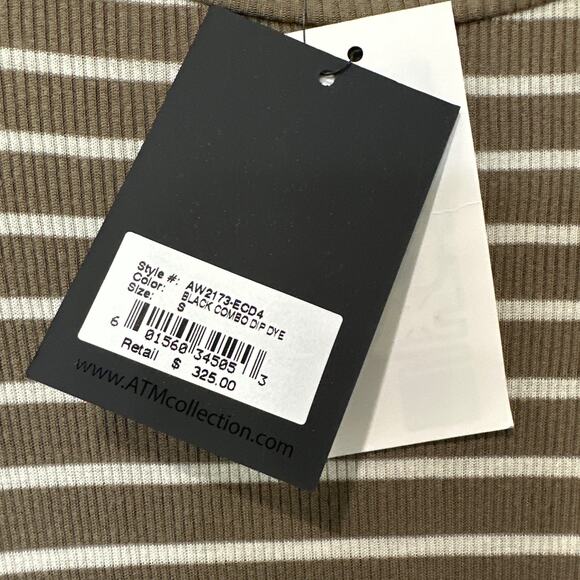 Style #: AW2173-ECD4
Color: BLACK COMBO DIP DYE
Size: S
6 01560 34505 3
Retail $ 325.00
www.ATMcollection.com